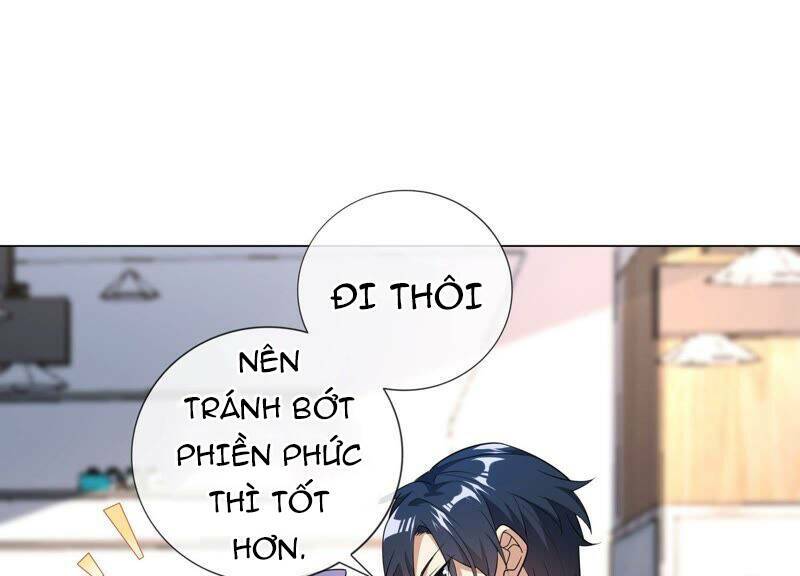 ĐI THÔI
NÊN
TRÁNH BỚT
PHIỀN PHỨC
THÌ TỐT
HƠN.